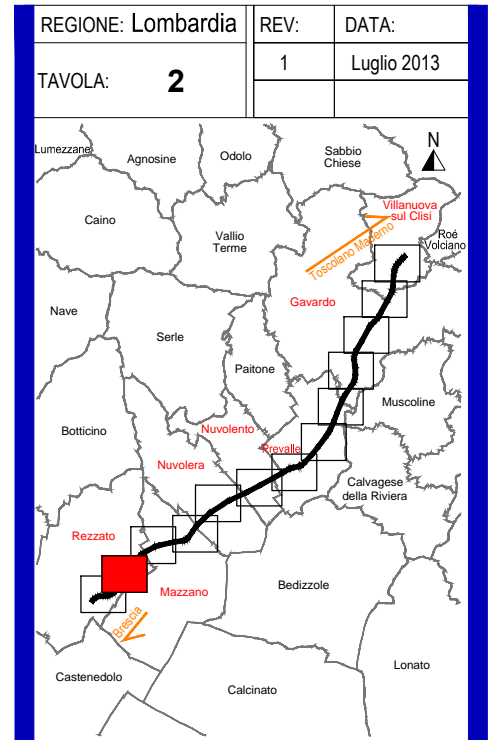 REGIONE: Lombardia
REV:
DATA:
TAVOLA: 2
1
Luglio 2013
Lumezzane
Agnosine
Odolo
Sabbio
Chiese
N
Caino
Vallio
Terme
Villanuova
sul Clisi
Roé
Volciano
Toscolano Maderno
Gavardo
Nave
Serle
Paitone
Muscoline
Botticino
Nuvolento
Prevalle
Nuvolera
Calvagese
della Riviera
Rezzato
Mazzano
Bedizzole
Brescia
Castenedolo
Calcinato
Lonato